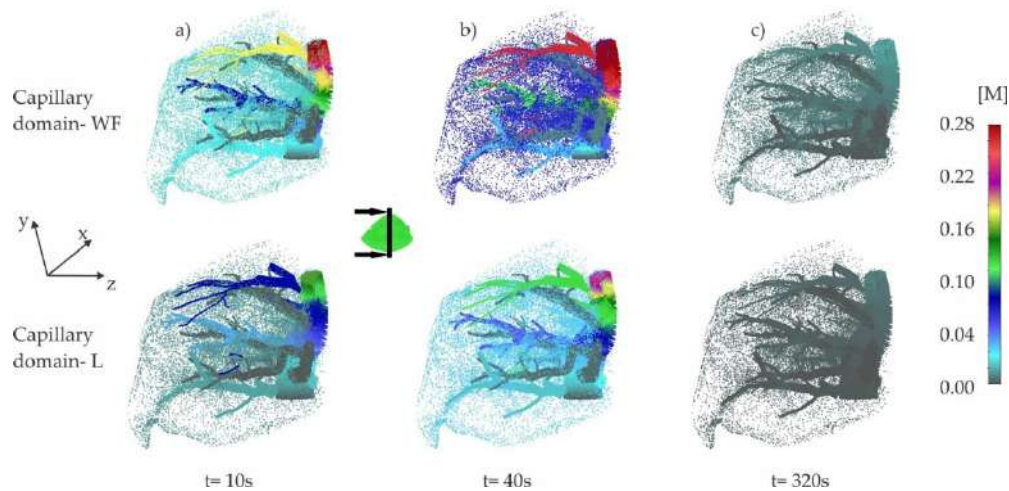 a)
b)
c)
Capillary
domain- WF
[M]
0.28
0.22
0.16
0.10
0.04
0.00
y
x
z
Capillary
domain- L
t= 10s
t= 40s
t= 320s